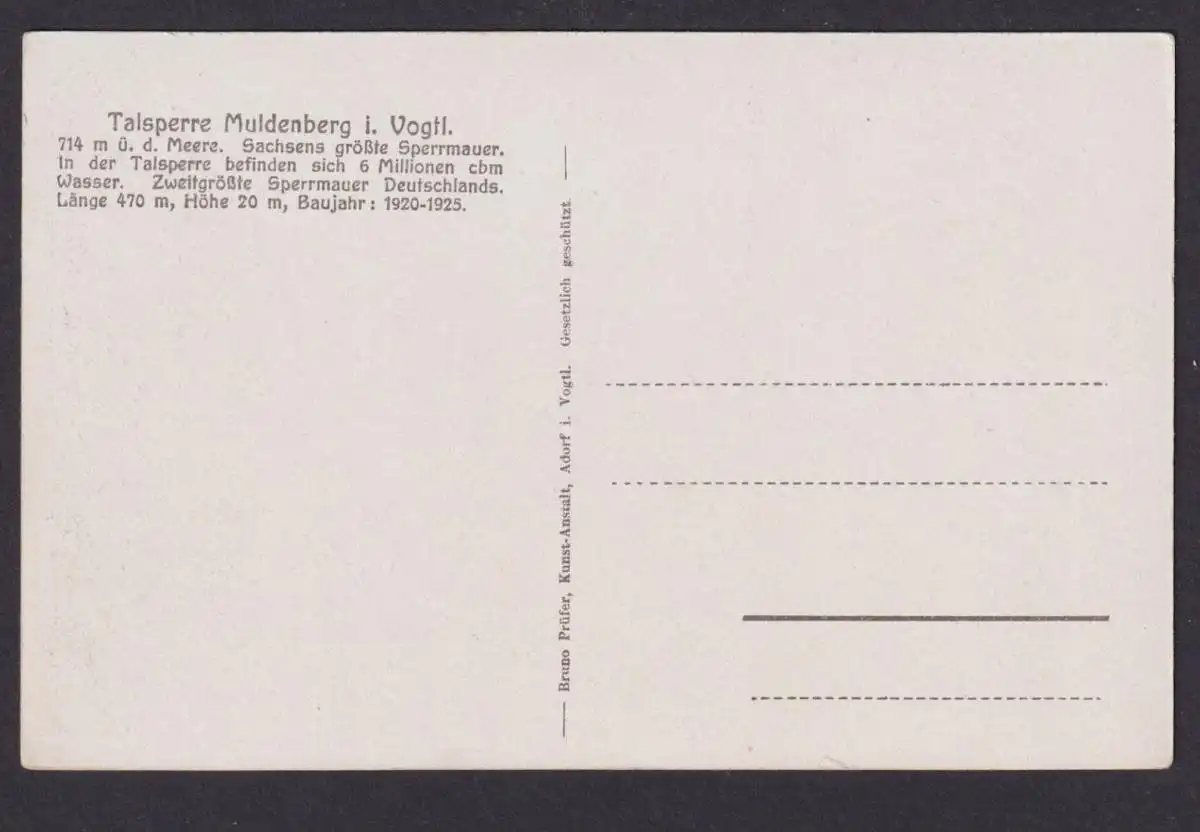 Talsperre Muldenberg i. Vogtl.
714 m ü. d. Meere. Sachsens größte Sperrmauer.
In der Talsperre befinden sich 6 Millionen cbm
Wasser. Zweitgrößte Sperrmauer Deutschlands.
Länge 470 m, Höhe 20 m, Baujahr: 1920-1925.
Bruno Prüfer, Kunst-Anstalt, Adorf i. Vogtl. Gesetzlich geschützt.